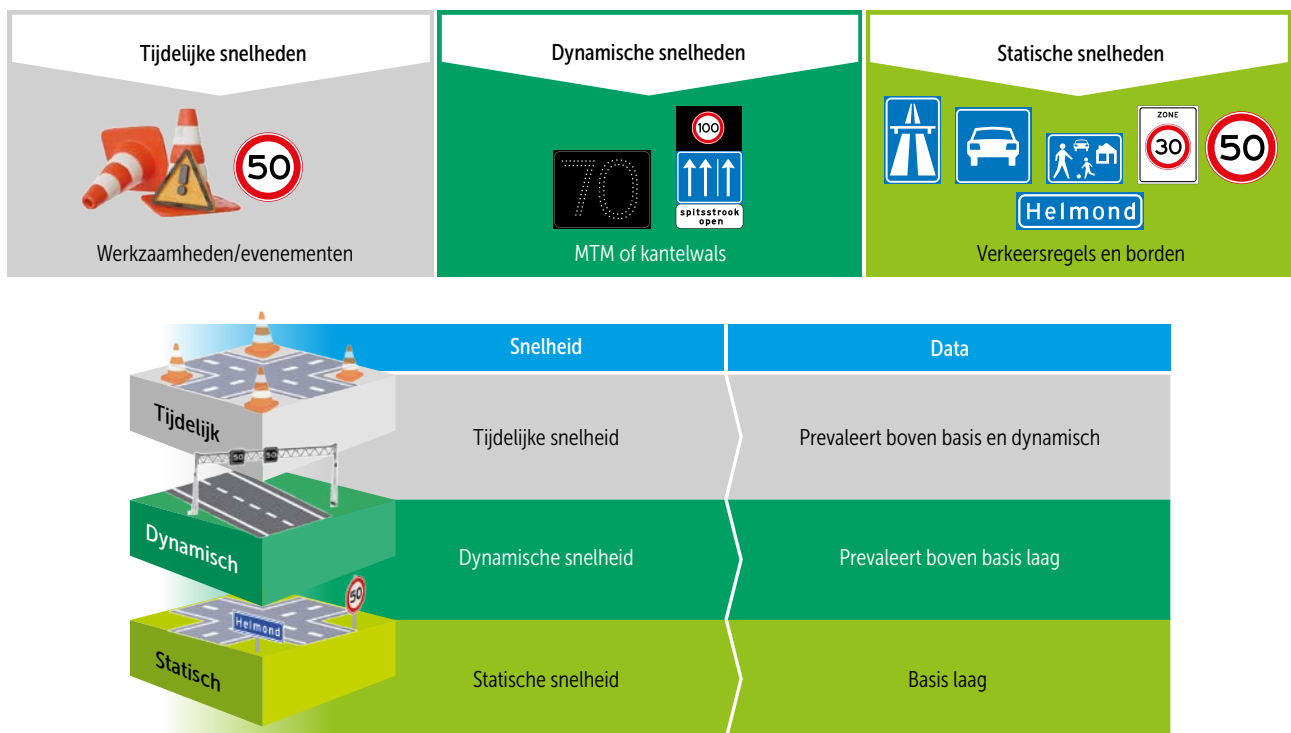 Tijdelijke snelheden
50
Werkzaamheden/evenementen
Dynamische snelheden
100
70
spitsstrook
open
MTM of kantelwals
Statische snelheden
ZONE
30
50
Helmond
Verkeersregels en borden
Snelheid
Data
Tijdelijk
Tijdelijke snelheid
Prevaleert boven basis en dynamisch
50
50
Dynamisch
Dynamische snelheid
Prevaleert boven basis laag
50
Helmond
Statisch
Statische snelheid
Basis laag